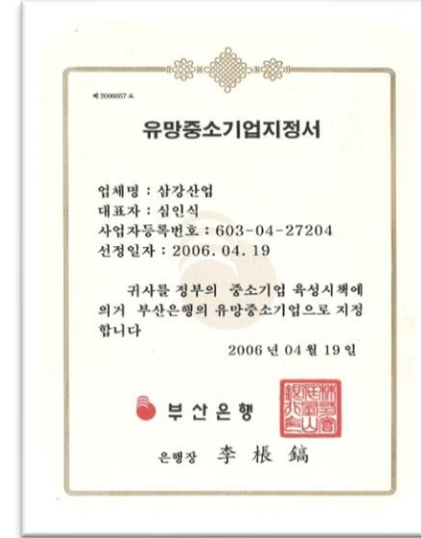 제 2006057 호
유망중소기업지정서
업체명 : 삼강산업
대표자 : 심인식
사업자등록번호 : 603-04-27204
선정일자 : 2006. 04. 19
귀사를 정부의 중소기업 육성시책에
의거 부산은행의 유망중소기업으로 지정
합니다
2006 년 04 월 19 일
부산은행
은행장 李 棖 鎬